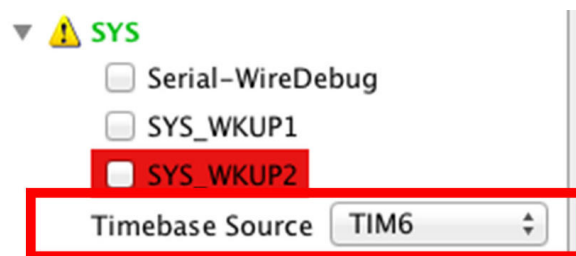 SYS
Serial-WireDebug
SYS_WKUP1
SYS_WKUP2
Timebase Source TIM6